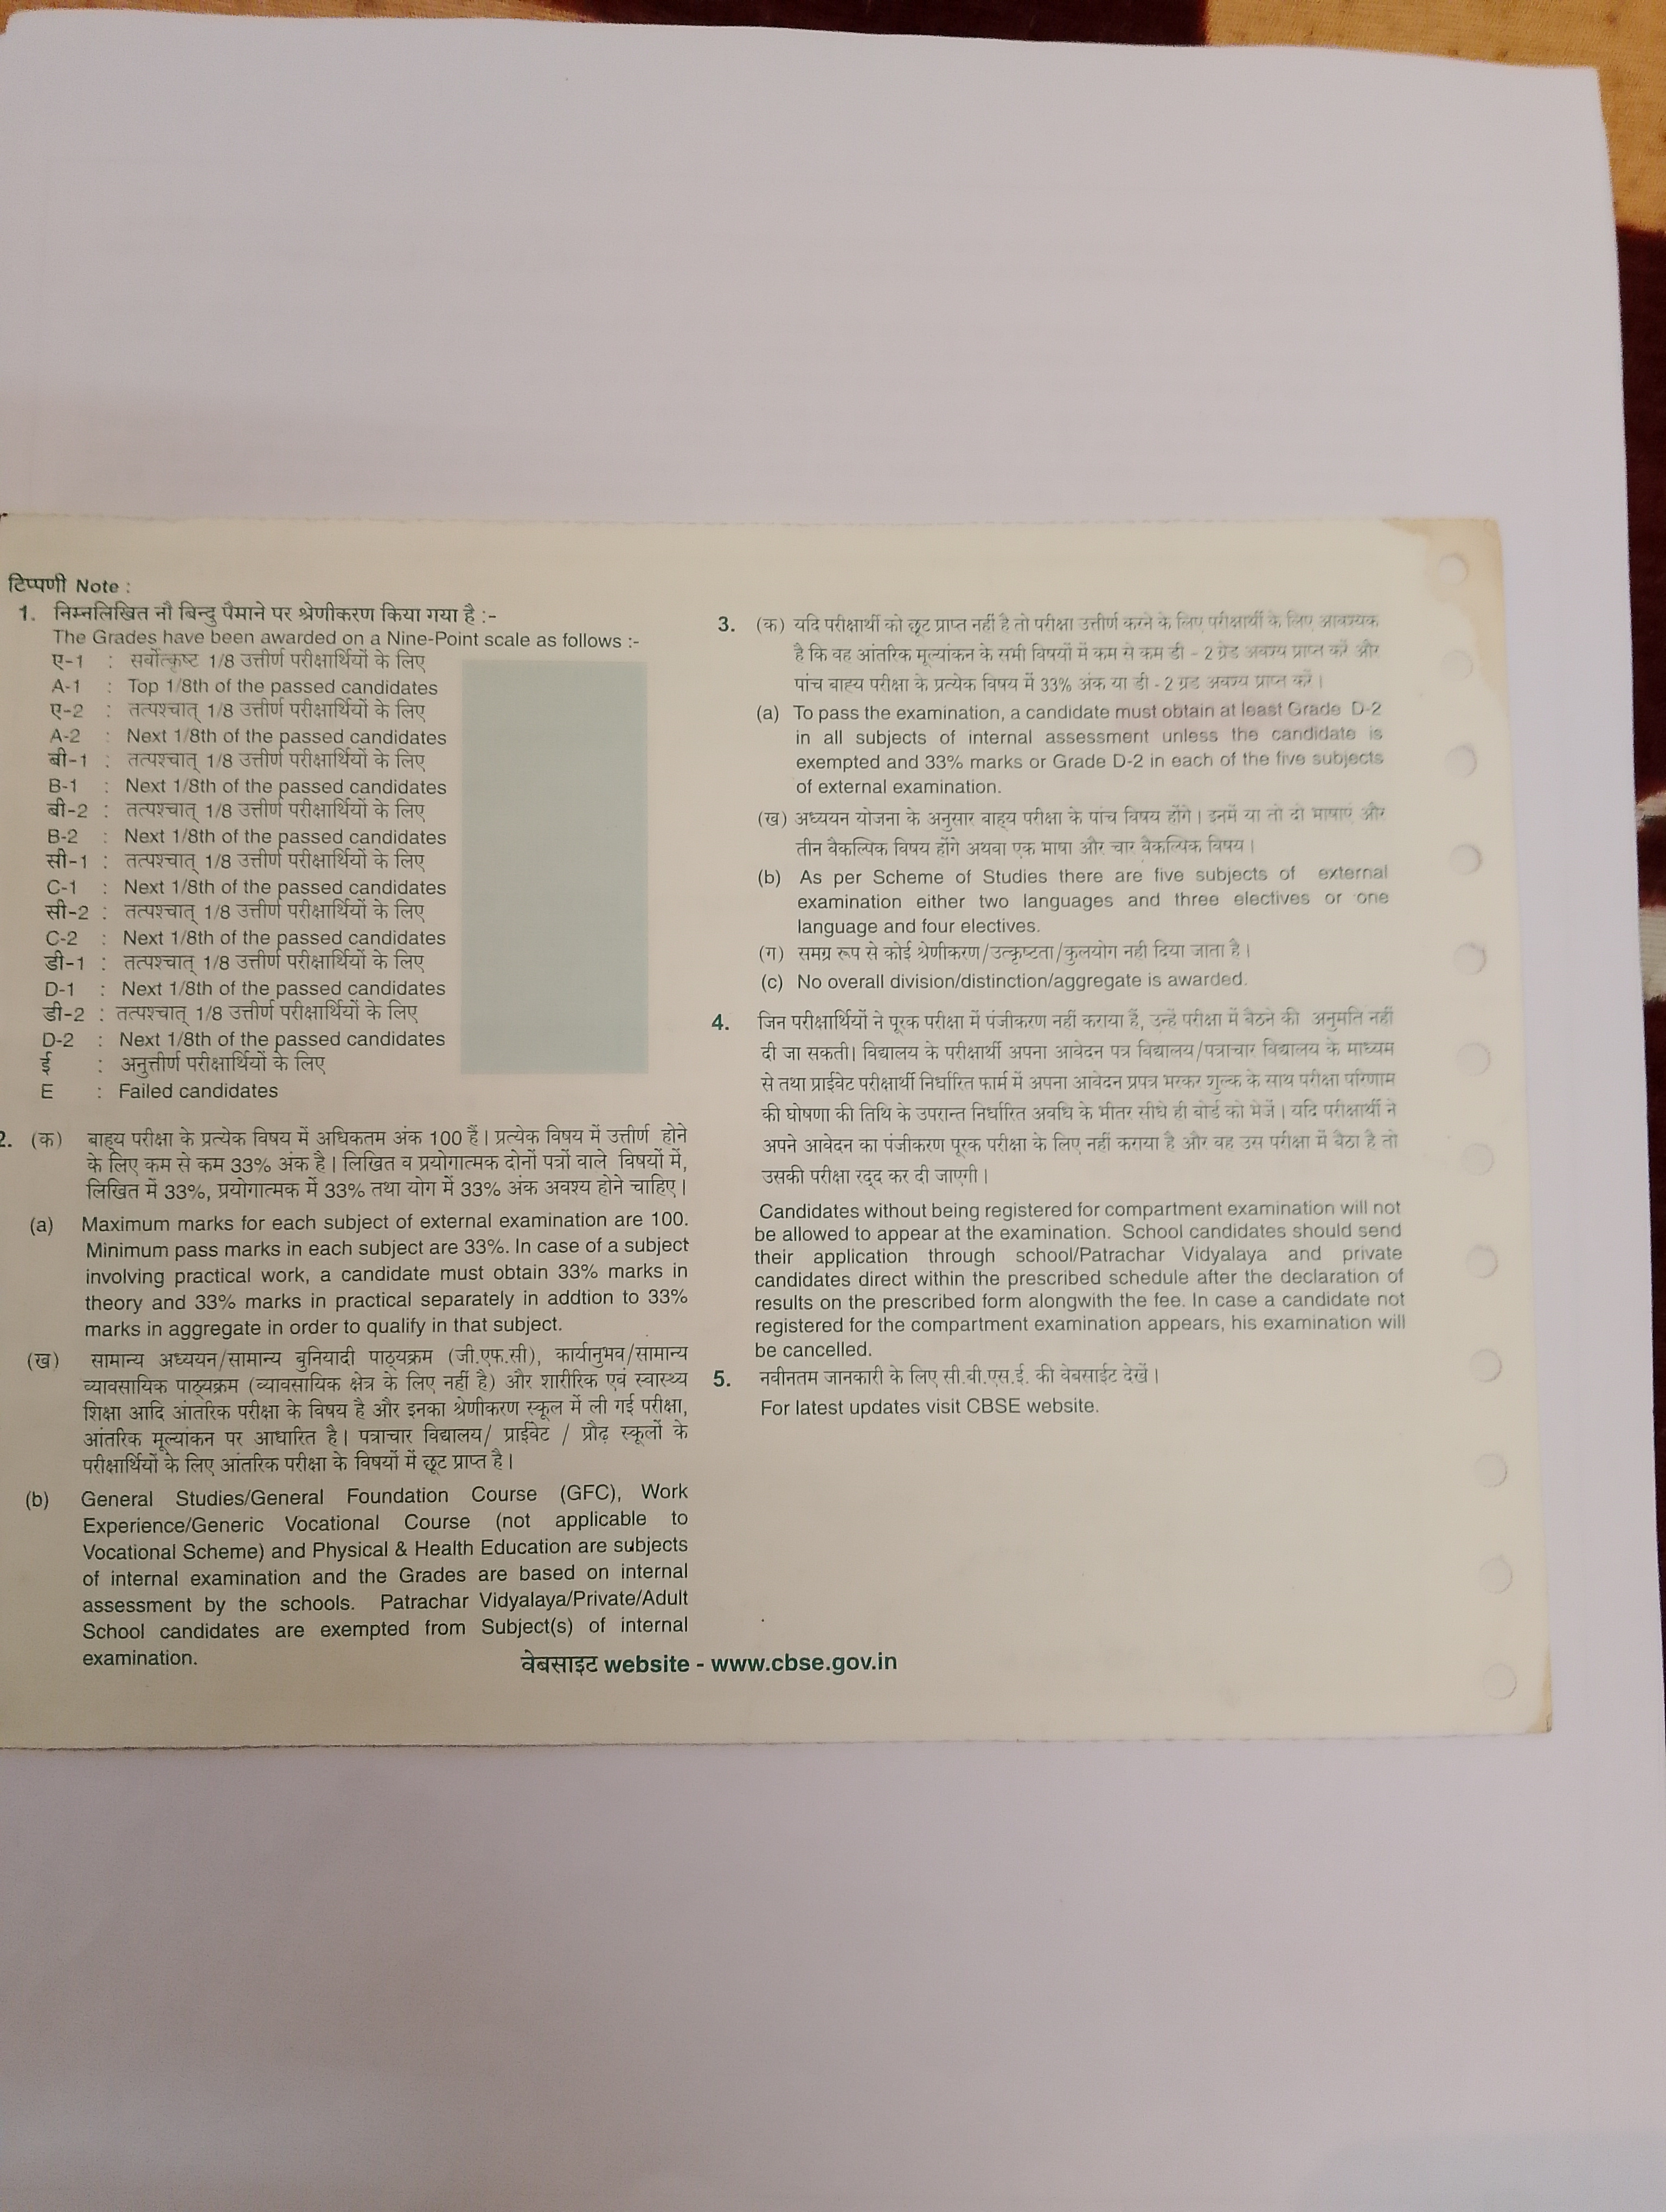 टिप्पणी Note :
1. निम्नलिखित नौ बिन्दु पैमाने पर श्रेणीकरण किया गया है :-
The Grades have been awarded on a Nine-Point scale as follows :-
ए-1 : सर्वोत्कृष्ट 1/8 उत्तीर्ण परीक्षार्थियों के लिए
A-1 : Top 1/8th of the passed candidates
ए-2 : तत्पश्चात् 1/8 उत्तीर्ण परीक्षार्थियों के लिए
A-2 : Next 1/8th of the passed candidates
बी-1 : तत्पश्चात् 1/8 उत्तीर्ण परीक्षार्थियों के लिए
B-1 : Next 1/8th of the passed candidates
बी-2 : तत्पश्चात् 1/8 उत्तीर्ण परीक्षार्थियों के लिए
B-2 : Next 1/8th of the passed candidates
सी-1 : तत्पश्चात् 1/8 उत्तीर्ण परीक्षार्थियों के लिए
C-1 : Next 1/8th of the passed candidates
सी-2 : तत्पश्चात् 1/8 उत्तीर्ण परीक्षार्थियों के लिए
C-2 : Next 1/8th of the passed candidates
डी-1 : तत्पश्चात् 1/8 उत्तीर्ण परीक्षार्थियों के लिए
D-1 : Next 1/8th of the passed candidates
डी-2 : तत्पश्चात् 1/8 उत्तीर्ण परीक्षार्थियों के लिए
D-2 : Next 1/8th of the passed candidates
ई : अनुत्तीर्ण परीक्षार्थियों के लिए
E : Failed candidates
2. (क) बाह्य परीक्षा के प्रत्येक विषय में अधिकतम अंक 100 हैं। प्रत्येक विषय में उत्तीर्ण होने
के लिए कम से कम 33% अंक है। लिखित व प्रयोगात्मक दोनों पत्रों वाले विषयों में,
लिखित में 33%, प्रयोगात्मक में 33% तथा योग में 33% अंक अवश्य होने चाहिए।
(a) Maximum marks for each subject of external examination are 100.
Minimum pass marks in each subject are 33%. In case of a subject
involving practical work, a candidate must obtain 33% marks in
theory and 33% marks in practical separately in addtion to 33%
marks in aggregate in order to qualify in that subject.
(ख) सामान्य अध्ययन/सामान्य बुनियादी पाठ्यक्रम (जी.एफ.सी), कार्यानुभव/सामान्य
व्यावसायिक पाठ्यक्रम (व्यावसायिक क्षेत्र के लिए नहीं है) और शारीरिक एवं स्वास्थ्य
शिक्षा आदि आंतरिक परीक्षा के विषय है और इनका श्रेणीकरण स्कूल में ली गई परीक्षा,
आंतरिक मूल्यांकन पर आधारित है। पत्राचार विद्यालय/ प्राईवेट / प्रौढ़ स्कूलों के
परीक्षार्थियों के लिए आंतरिक परीक्षा के विषयों में छूट प्राप्त है।
(b) General Studies/General Foundation Course (GFC), Work
Experience/Generic Vocational Course (not applicable to
Vocational Scheme) and Physical & Health Education are subjects
of internal examination and the Grades are based on internal
assessment by the schools. Patrachar Vidyalaya/Private/Adult
School candidates are exempted from Subject(s) of internal
examination.
3. (क) यदि परीक्षार्थी को छूट प्राप्त नहीं है तो परीक्षा उत्तीर्ण करने के लिए परीक्षार्थी के लिए आवश्यक
है कि वह आंतरिक मूल्यांकन के सभी विषयों में कम से कम डी - 2 ग्रेड अवश्य प्राप्त करें और
पांच बाह्य परीक्षा के प्रत्येक विषय में 33% अंक या डी - 2 ग्रेड अवश्य प्राप्त करें।
(a) To pass the examination, a candidate must obtain at least Grade D-2
in all subjects of internal assessment unless the candidate is
exempted and 33% marks or Grade D-2 in each of the five subjects
of external examination.
(ख) अध्ययन योजना के अनुसार बाह्य परीक्षा के पांच विषय होंगे। इनमें या तो दो भाषाएं और
तीन वैकल्पिक विषय होंगे अथवा एक भाषा और चार वैकल्पिक विषय।
(b) As per Scheme of Studies there are five subjects of external
examination either two languages and three electives or one
language and four electives.
(ग) समग्र रूप से कोई श्रेणीकरण/उत्कृष्टता/कुलयोग नही दिया जाता है।
(c) No overall division/distinction/aggregate is awarded.
4. जिन परीक्षार्थियों ने पूरक परीक्षा में पंजीकरण नहीं कराया हैं, उन्हें परीक्षा में बैठने की अनुमति नहीं
दी जा सकती। विद्यालय के परीक्षार्थी अपना आवेदन पत्र विद्यालय/पत्राचार विद्यालय के माध्यम
से तथा प्राईवेट परीक्षार्थी निर्धारित फार्म में अपना आवेदन प्रपत्र भरकर शुल्क के साथ परीक्षा परिणाम
की घोषणा की तिथि के उपरान्त निर्धारित अवधि के भीतर सीधे ही बोर्ड को भेजें। यदि परीक्षार्थी ने
अपने आवेदन का पंजीकरण पूरक परीक्षा के लिए नहीं कराया है और वह उस परीक्षा में बैठा है तो
उसकी परीक्षा रद्द कर दी जाएगी।
Candidates without being registered for compartment examination will not
be allowed to appear at the examination. School candidates should send
their application through school/Patrachar Vidyalaya and private
candidates direct within the prescribed schedule after the declaration of
results on the prescribed form alongwith the fee. In case a candidate not
registered for the compartment examination appears, his examination will
be cancelled.
5. नवीनतम जानकारी के लिए सी.बी.एस.ई. की वेबसाईट देखें।
For latest updates visit CBSE website.
वेबसाइट website - www.cbse.gov.in